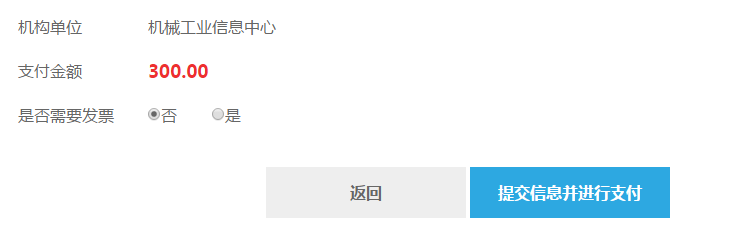 机构单位 机械工业信息中心
支付金额 300.00
是否需要发票 否 是
返回 提交信息并进行支付